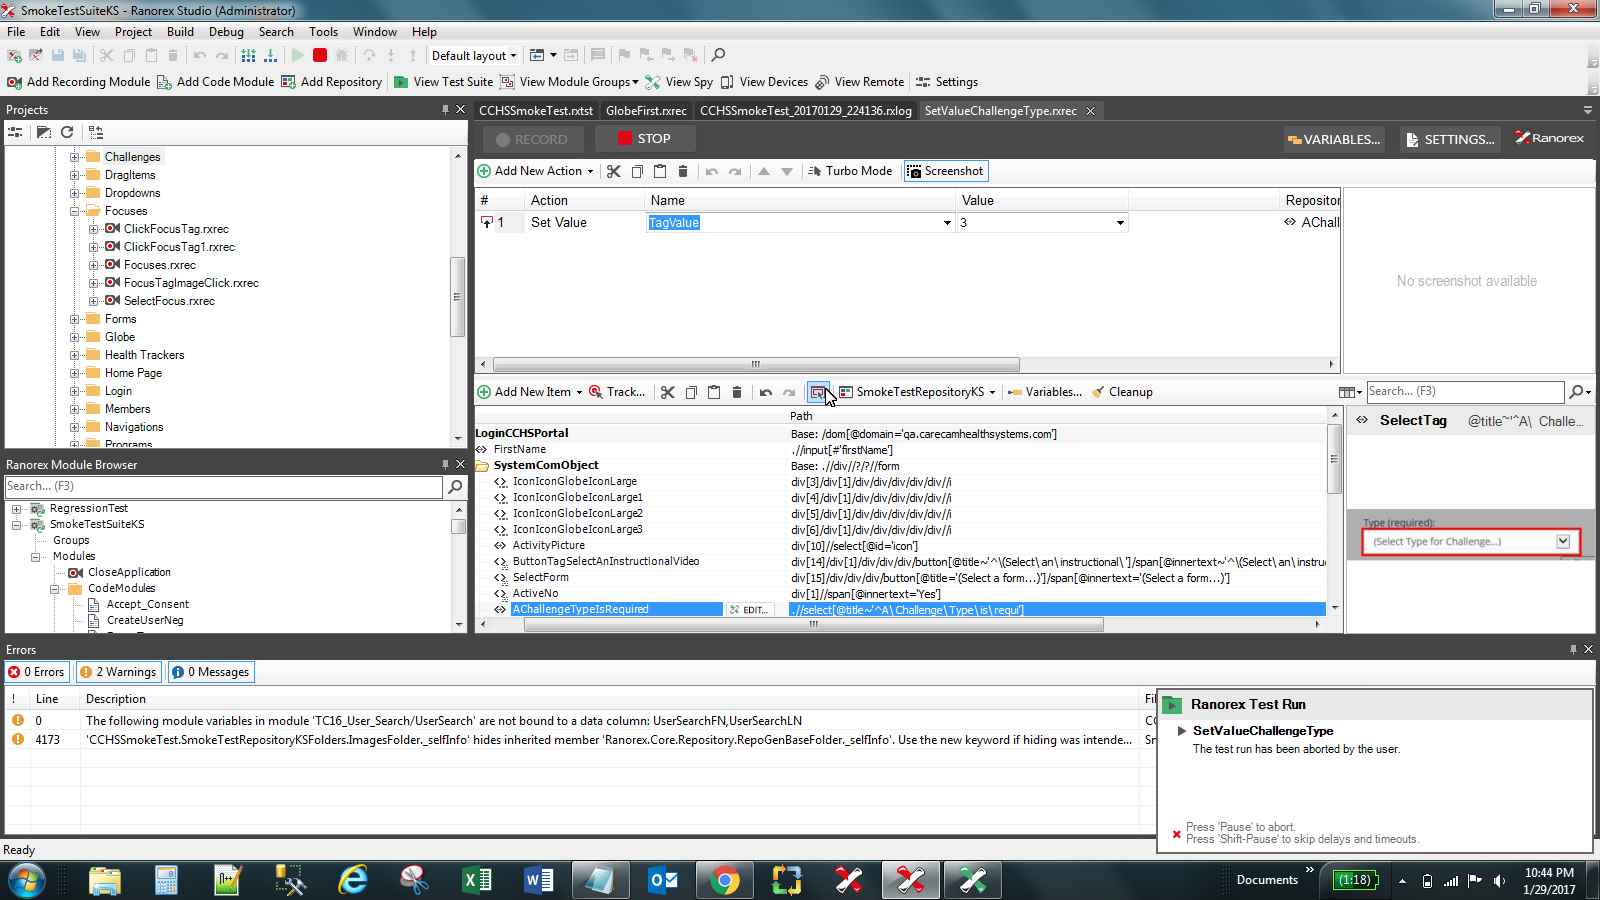 SmokeTestSuiteKS - Ranorex Studio (Administrator)
File Edit View Project Build Debug Search Tools Window Help
Default layout
Add Recording Module Add Code Module Add Repository View Test Suite View Module Groups View Spy View Devices View Remote Settings
Projects
Challenges
DragItems
Dropdowns
Focuses
ClickFocusTag.rxrec
ClickFocusTag1.rxrec
Focuses.rxrec
FocusTagImageClick.rxrec
SelectFocus.rxrec
Forms
Globe
Health Trackers
Home Page
Login
Members
Navigations
Programs
Ranorex Module Browser
Search... (F3)
RegressionTest
SmokeTestSuiteKS
Groups
Modules
CloseApplication
CodeModules
Accept_Consent
CreateUserNeg
CCHSSmokeTest.rxtst GlobeFirst.rxrec CCHSSmokeTest_20170129_224136.rxlog SetValueChallengeType.rxrec
RECORD STOP VARIABLES... SETTINGS... Ranorex
Add New Action Turbo Mode Screenshot
# Action Name Value Repositor
1 Set Value TagValue 3 AChall
No screenshot available
Add New Item Track... SmokeTestRepositoryKS Variables... Cleanup Search... (F3)
Path
LoginCCHSPortal Base: /dom[@domain='qa.carecamhealthsystems.com']
FirstName .//input[#'firstName']
SystemComObject Base: .//div//?/?//form
IconIconGlobeIconLarge div[3]/div[1]/div/div/div/div/div//i
IconIconGlobeIconLarge1 div[4]/div[1]/div/div/div/div/div//i
IconIconGlobeIconLarge2 div[5]/div[1]/div/div/div/div/div//i
IconIconGlobeIconLarge3 div[6]/div[1]/div/div/div/div/div//i
ActivityPicture div[10]//select[@id='icon']
ButtonTagSelectAnInstructionalVideo div[14]/div[1]/div/div/div/button[@title~'^\(Select\ an\ instructional\ ']/span[@innertext~'^\(Select\ an\ instruc
SelectForm div[15]/div/div/div/button[@title='(Select a form...)']/span[@innertext='(Select a form...)']
ActiveNo div[1]//span[@innertext='Yes']
AChallengeTypeIsRequired EDIT... .//select[@title~'^A\ Challenge\ Type\ is\ requi']
SelectTag @title~'^A\ Challe...
Type (required):
(Select Type for Challenge...)
Errors
0 Errors 2 Warnings 0 Messages
! Line Description Fil
0 The following module variables in module 'TC16_User_Search/UserSearch' are not bound to a data column: UserSearchFN,UserSearchLN CC
4173 'CCHSSmokeTest.SmokeTestRepositoryKSFolders.ImagesFolder._selfInfo' hides inherited member 'Ranorex.Core.Repository.RepoGenBaseFolder._selfInfo'. Use the new keyword if hiding was intende... Sm
Ranorex Test Run
SetValueChallengeType
The test run has been aborted by the user.
Press 'Pause' to abort.
Press 'Shift-Pause' to skip delays and timeouts.
Ready
Documents » (1:18) 10:44 PM
1/29/2017